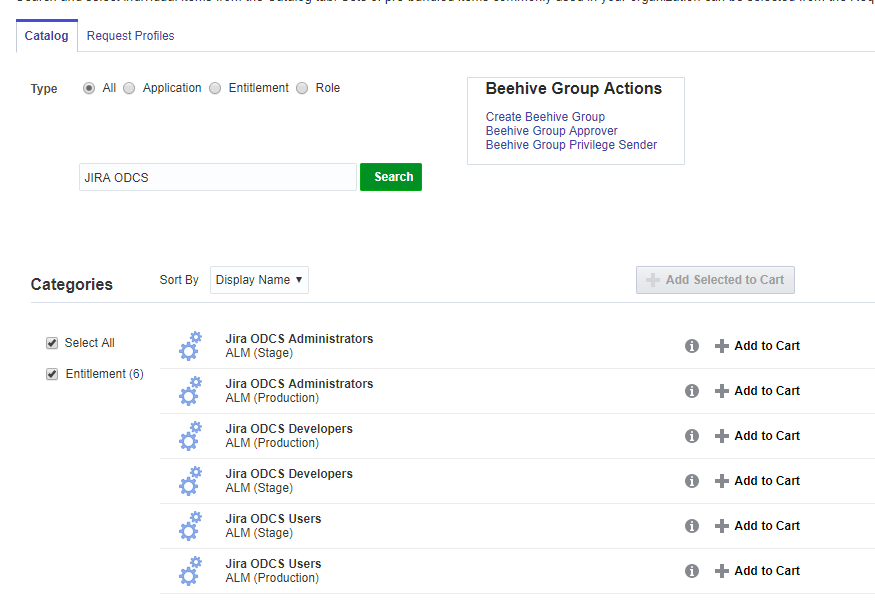 Catalog
Request Profiles
Type
All
Application
Entitlement
Role
Beehive Group Actions
Create Beehive Group
Beehive Group Approver
Beehive Group Privilege Sender
JIRA ODCS
Search
Categories
Sort By
Display Name
Add Selected to Cart
Select All
Entitlement (6)
Jira ODCS Administrators
ALM (Stage)
Add to Cart
Jira ODCS Administrators
ALM (Production)
Add to Cart
Jira ODCS Developers
ALM (Production)
Add to Cart
Jira ODCS Developers
ALM (Stage)
Add to Cart
Jira ODCS Users
ALM (Stage)
Add to Cart
Jira ODCS Users
ALM (Production)
Add to Cart